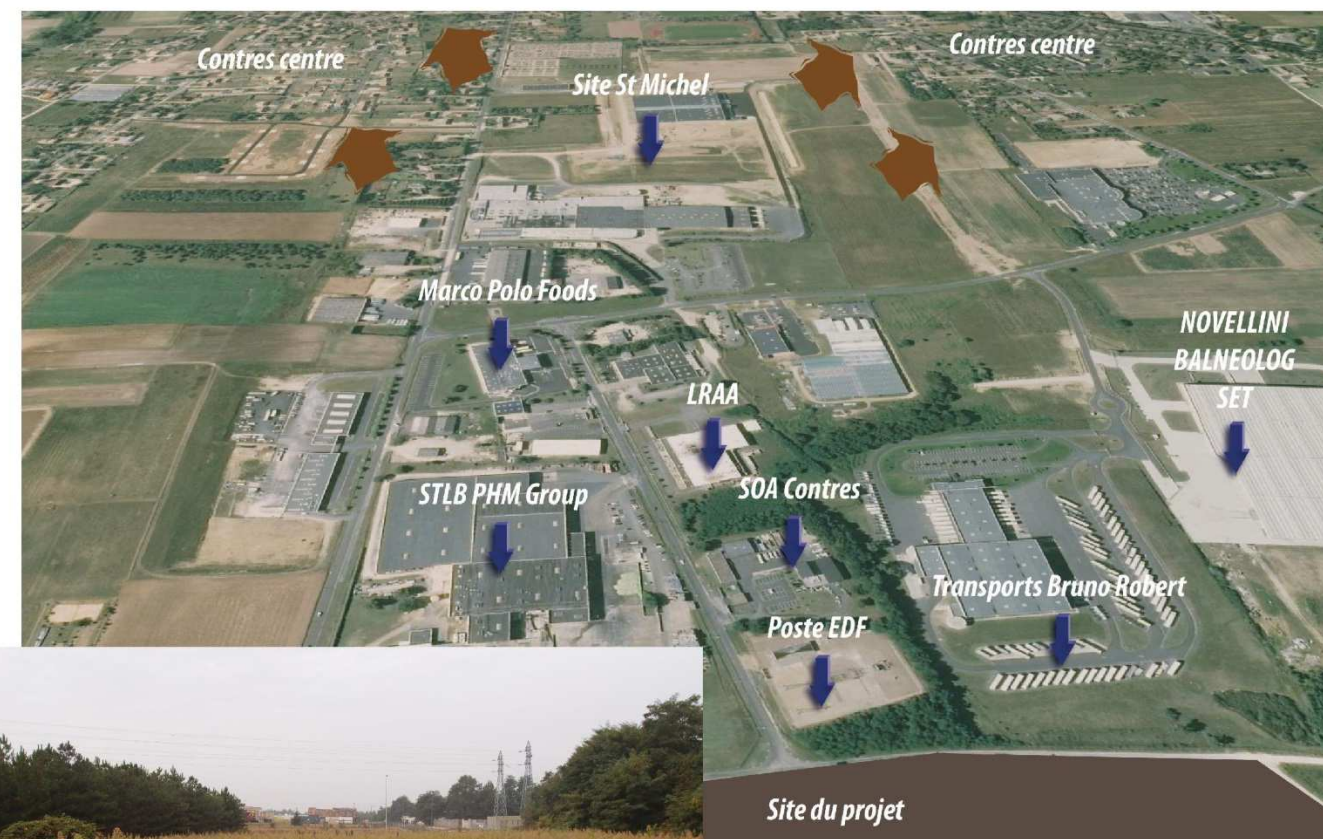 Contres centre
Contres centre
Site St Michel
Marco Polo Foods
NOVELLINI
BALNEOLOG
SET
LRAA
STLB PHM Group
SOA Contres
Transports Bruno Robert
Poste EDF
Site du projet